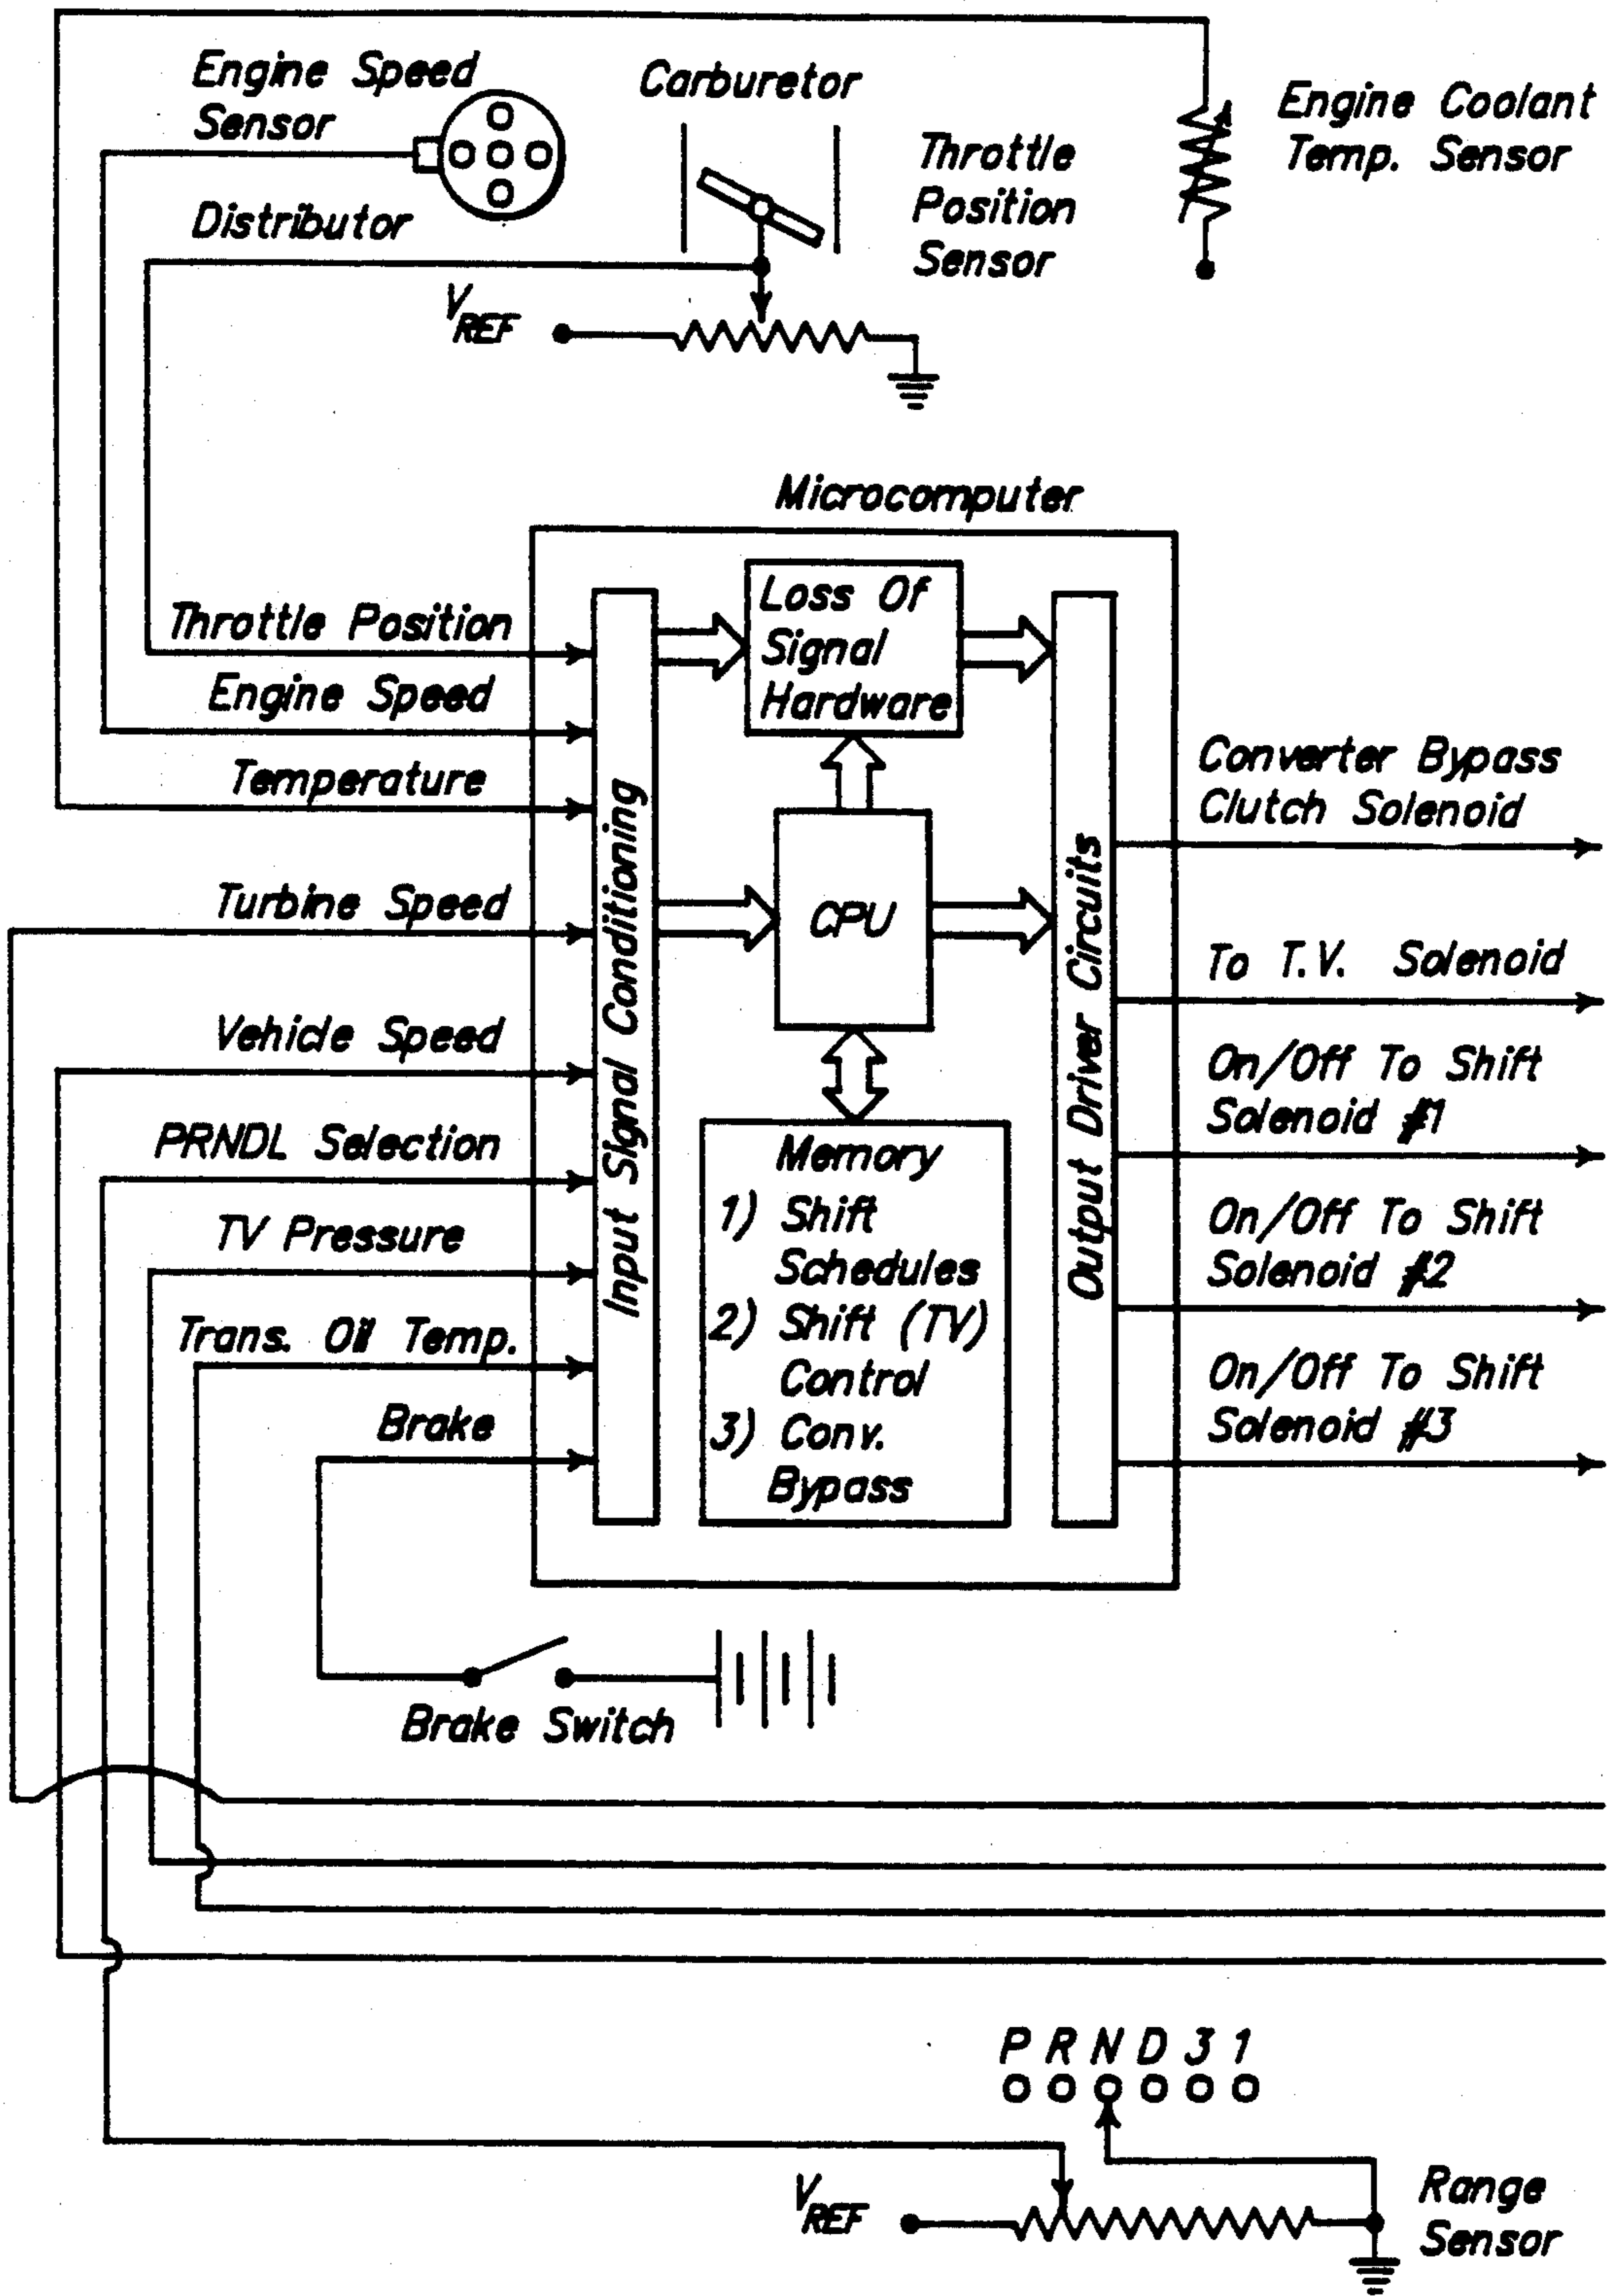 Engine Speed
Sensor
Distributor
Carburetor
Throttle
Position
Sensor
Engine Coolant
Temp. Sensor
VREF
Microcomputer
Throttle Position
Engine Speed
Temperature
Turbine Speed
Vehicle Speed
PRNDL Selection
TV Pressure
Trans. Oil Temp.
Brake
Input Signal Conditioning
Loss Of
Signal
Hardware
CPU
Memory
1) Shift
Schedules
2) Shift (TV)
Control
3) Conv.
Bypass
Output Driver Circuits
Converter Bypass
Clutch Solenoid
To T.V. Solenoid
On/Off To Shift
Solenoid #1
On/Off To Shift
Solenoid #2
On/Off To Shift
Solenoid #3
Brake Switch
P R N D 3 1
VREF
Range
Sensor